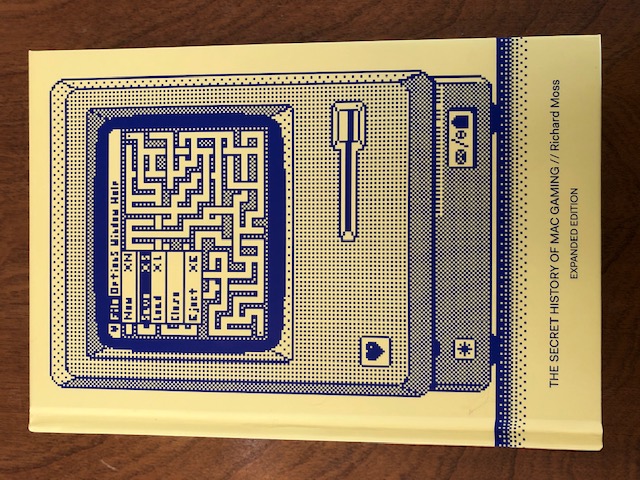 File Options Window Help
New ⌘N
Save ⌘S
Load ⌘L
Close
Eject ⌘E
THE SECRET HISTORY OF MAC GAMING // Richard Moss
EXPANDED EDITION